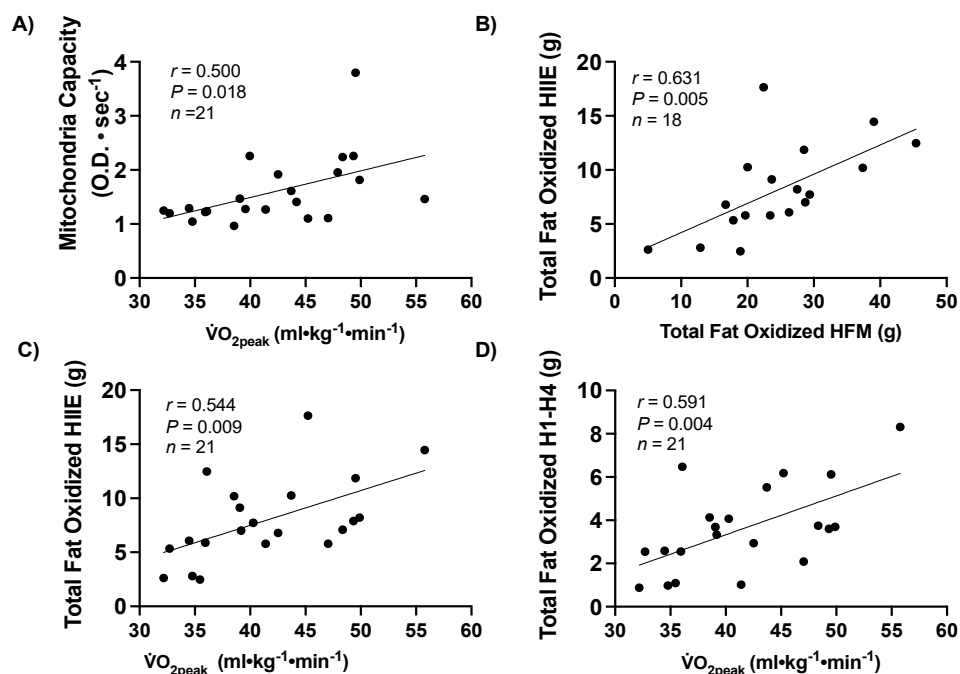 A)
Mitochondria Capacity
(O.D. • sec⁻¹)
r = 0.500
P = 0.018
n =21
4
3
2
1
0
30 35 40 45 50 55 60
V̇O₂peak (ml•kg⁻¹•min⁻¹)
B)
Total Fat Oxidized HIIE (g)
r = 0.631
P = 0.005
n = 18
20
15
10
5
0
0 10 20 30 40 50
Total Fat Oxidized HFM (g)
C)
Total Fat Oxidized HIIE (g)
r = 0.544
P = 0.009
n = 21
20
15
10
5
0
30 35 40 45 50 55 60
V̇O₂peak (ml•kg⁻¹•min⁻¹)
D)
Total Fat Oxidized H1-H4 (g)
r = 0.591
P = 0.004
n = 21
10
8
6
4
2
0
30 35 40 45 50 55 60
V̇O₂peak (ml•kg⁻¹•min⁻¹)